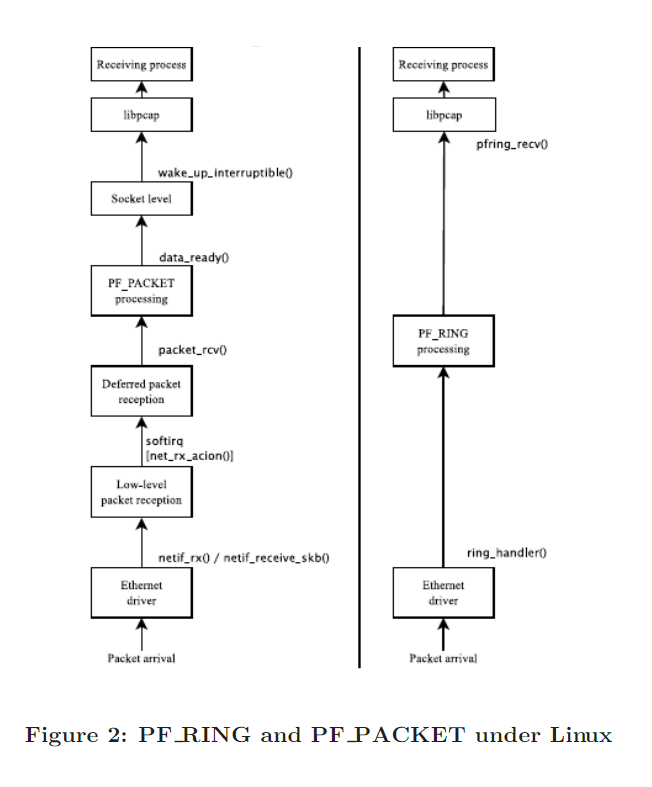 Receiving process
libpcap
wake_up_interruptible()
Socket level
data_ready()
PF_PACKET
processing
packet_rcv()
Deferred packet
reception
softirq
[net_rx_acion()]
Low-level
packet reception
netif_rx() / netif_receive_skb()
Ethernet
driver
Packet arrival
Receiving process
libpcap
pfring_recv()
PF_RING
processing
ring_handler()
Ethernet
driver
Packet arrival
Figure 2: PF_RING and PF_PACKET under Linux